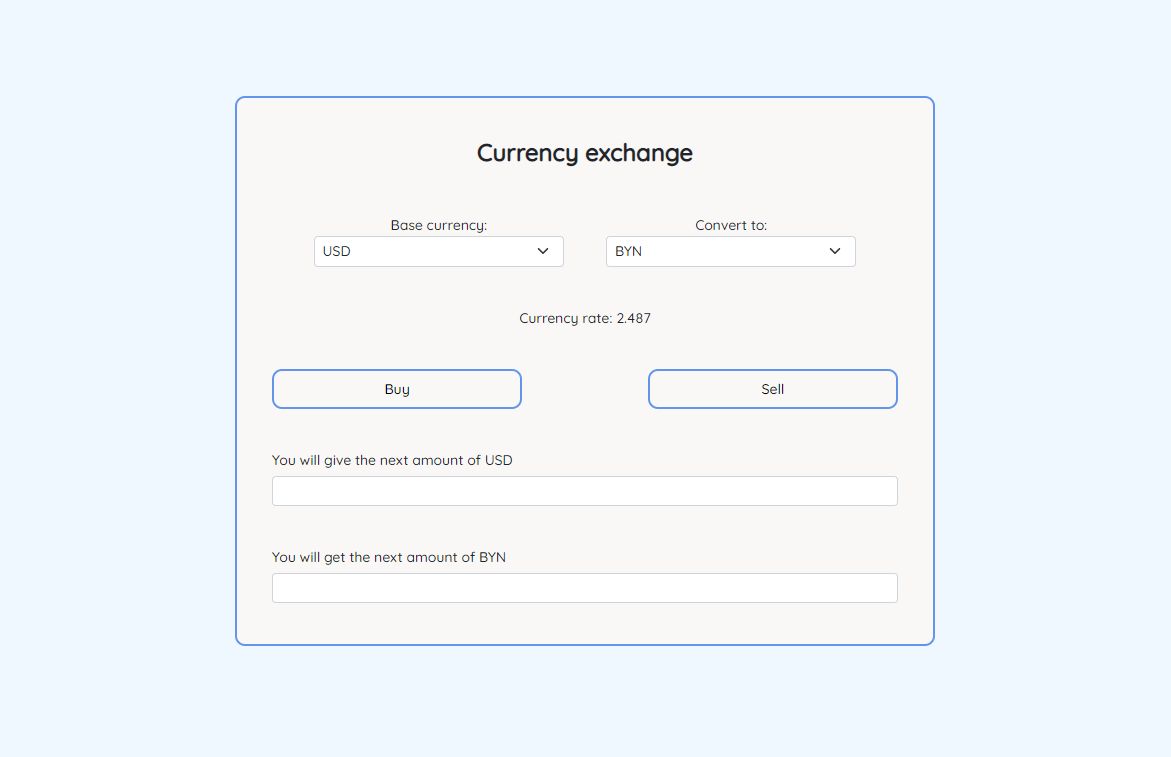 Currency exchange
Base currency:
Convert to:
USD
BYN
Currency rate: 2.487
Buy
Sell
You will give the next amount of USD
You will get the next amount of BYN